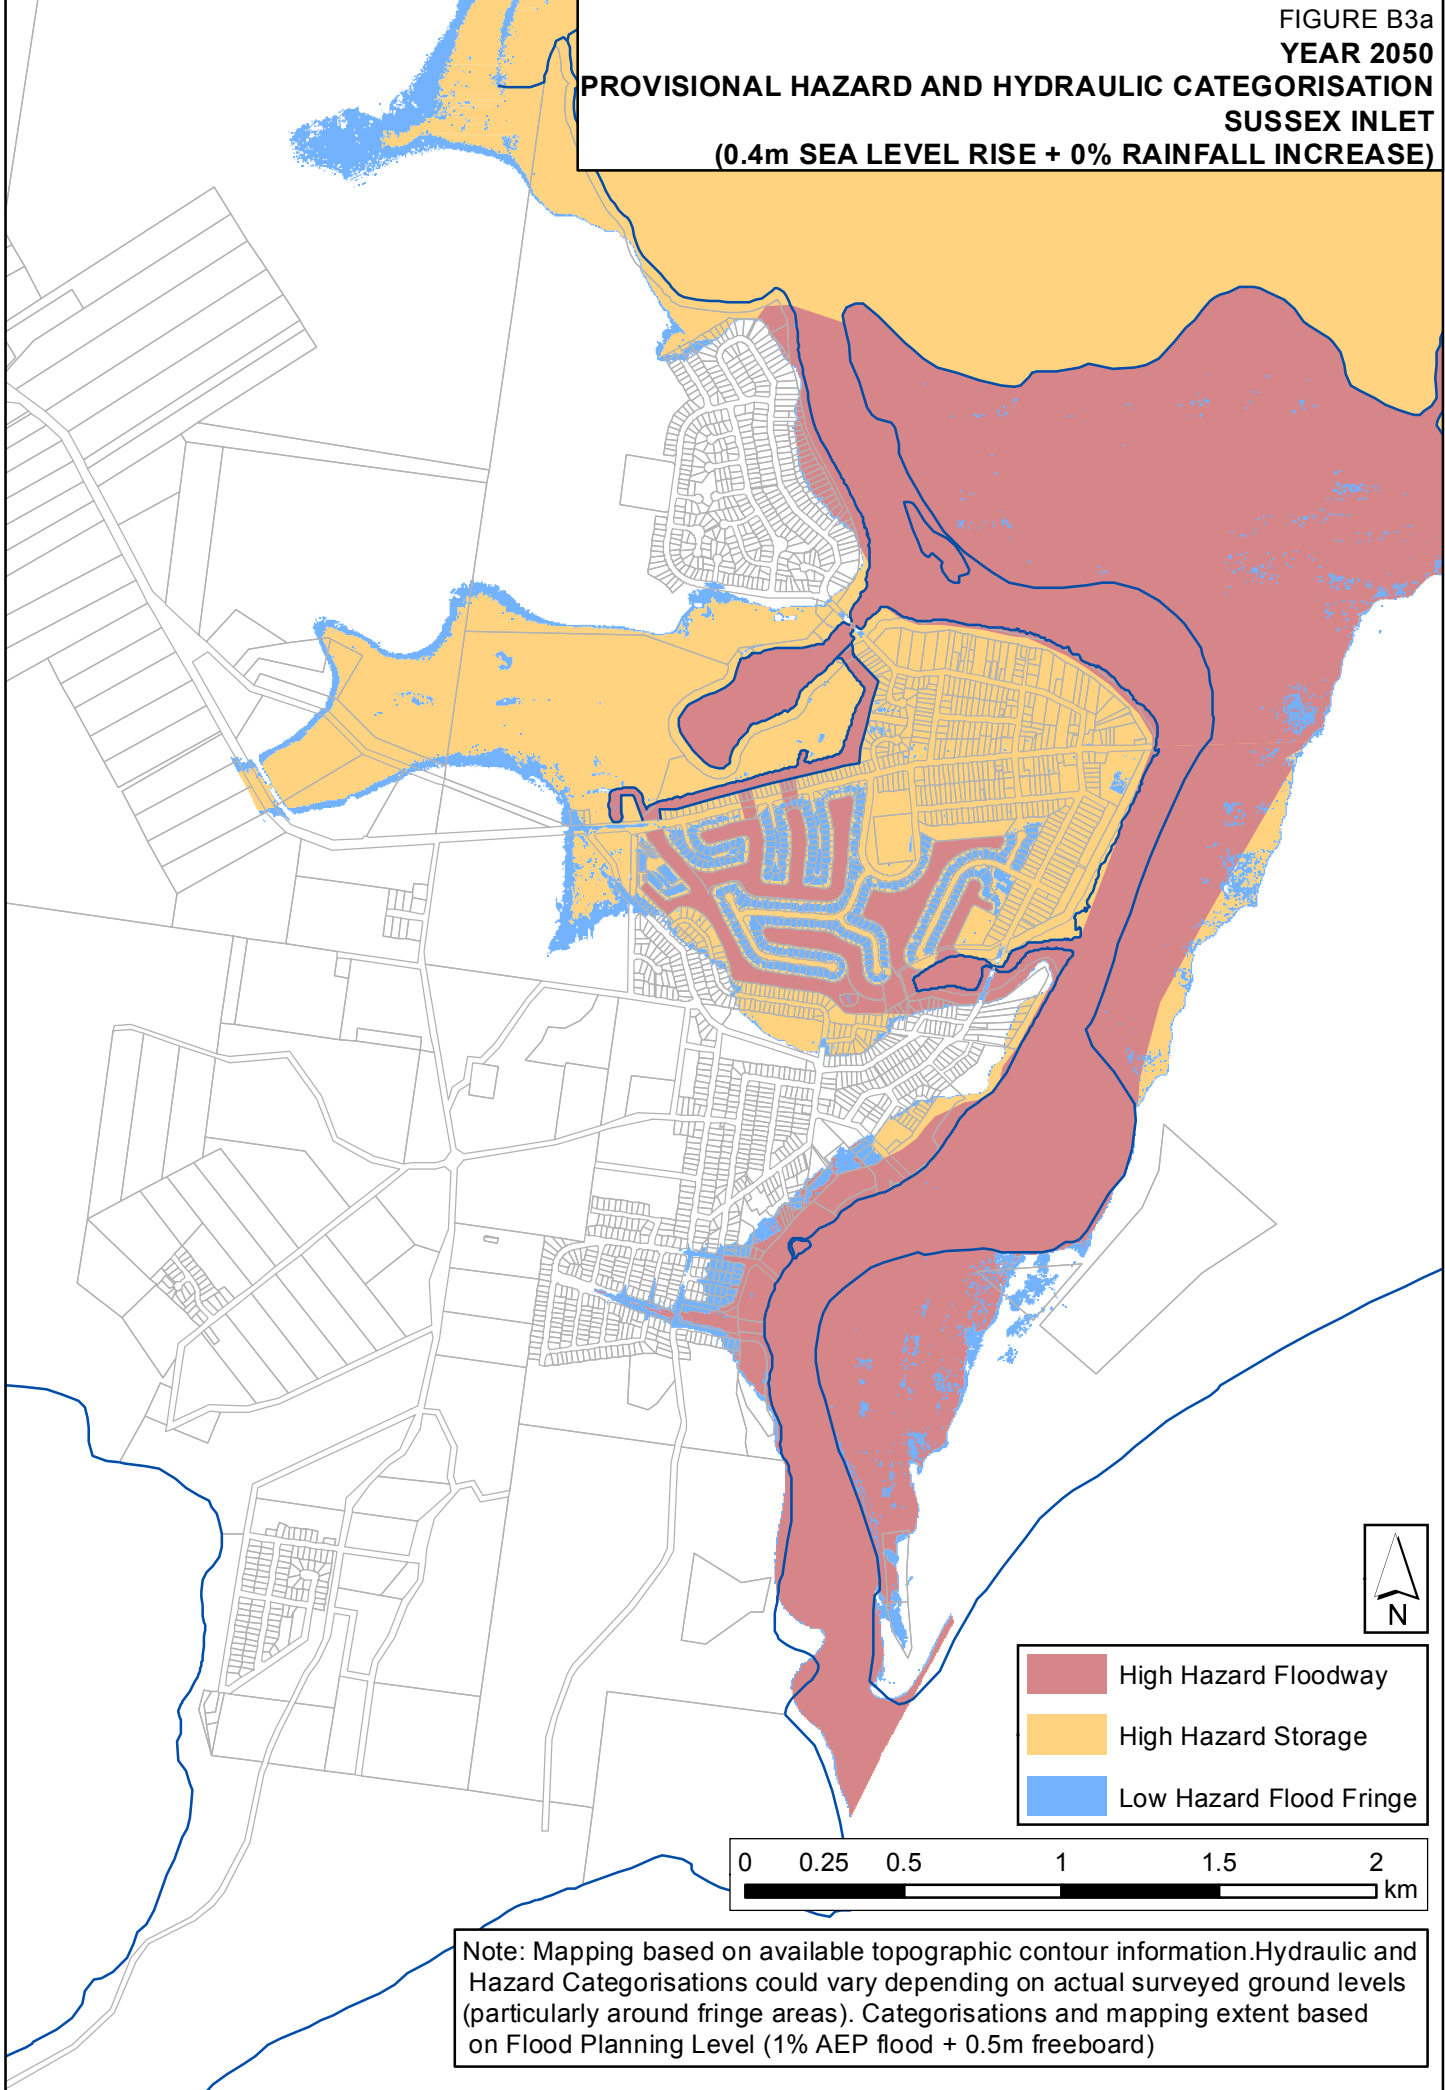 FIGURE B3a
YEAR 2050
PROVISIONAL HAZARD AND HYDRAULIC CATEGORISATION
SUSSEX INLET
(0.4m SEA LEVEL RISE + 0% RAINFALL INCREASE)
N
High Hazard Floodway
High Hazard Storage
Low Hazard Flood Fringe
0 0.25 0.5 1 1.5 2
km
Note: Mapping based on available topographic contour information.Hydraulic and
Hazard Categorisations could vary depending on actual surveyed ground levels
(particularly around fringe areas). Categorisations and mapping extent based
on Flood Planning Level (1% AEP flood + 0.5m freeboard)